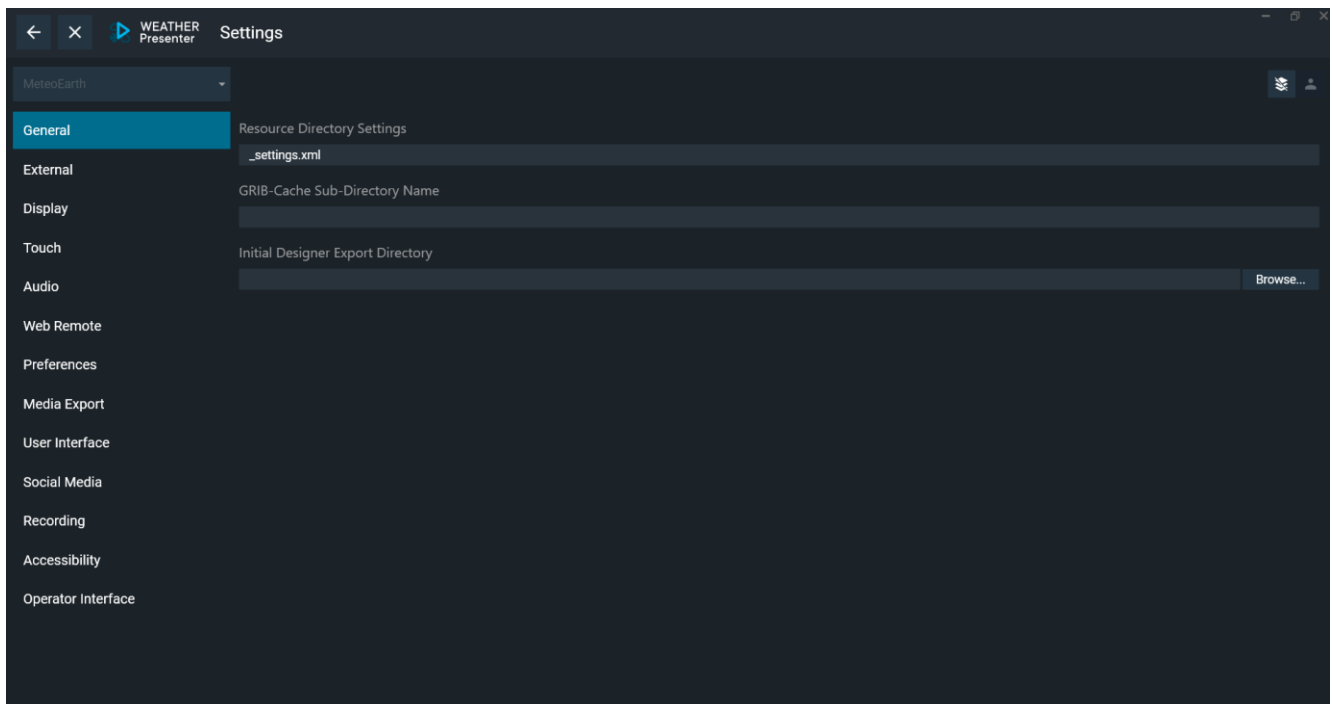 WEATHER
Presenter
Settings
MeteoEarth
General
External
Display
Touch
Audio
Web Remote
Preferences
Media Export
User Interface
Social Media
Recording
Accessibility
Operator Interface
Resource Directory Settings
_settings.xml
GRIB-Cache Sub-Directory Name
Initial Designer Export Directory
Browse...